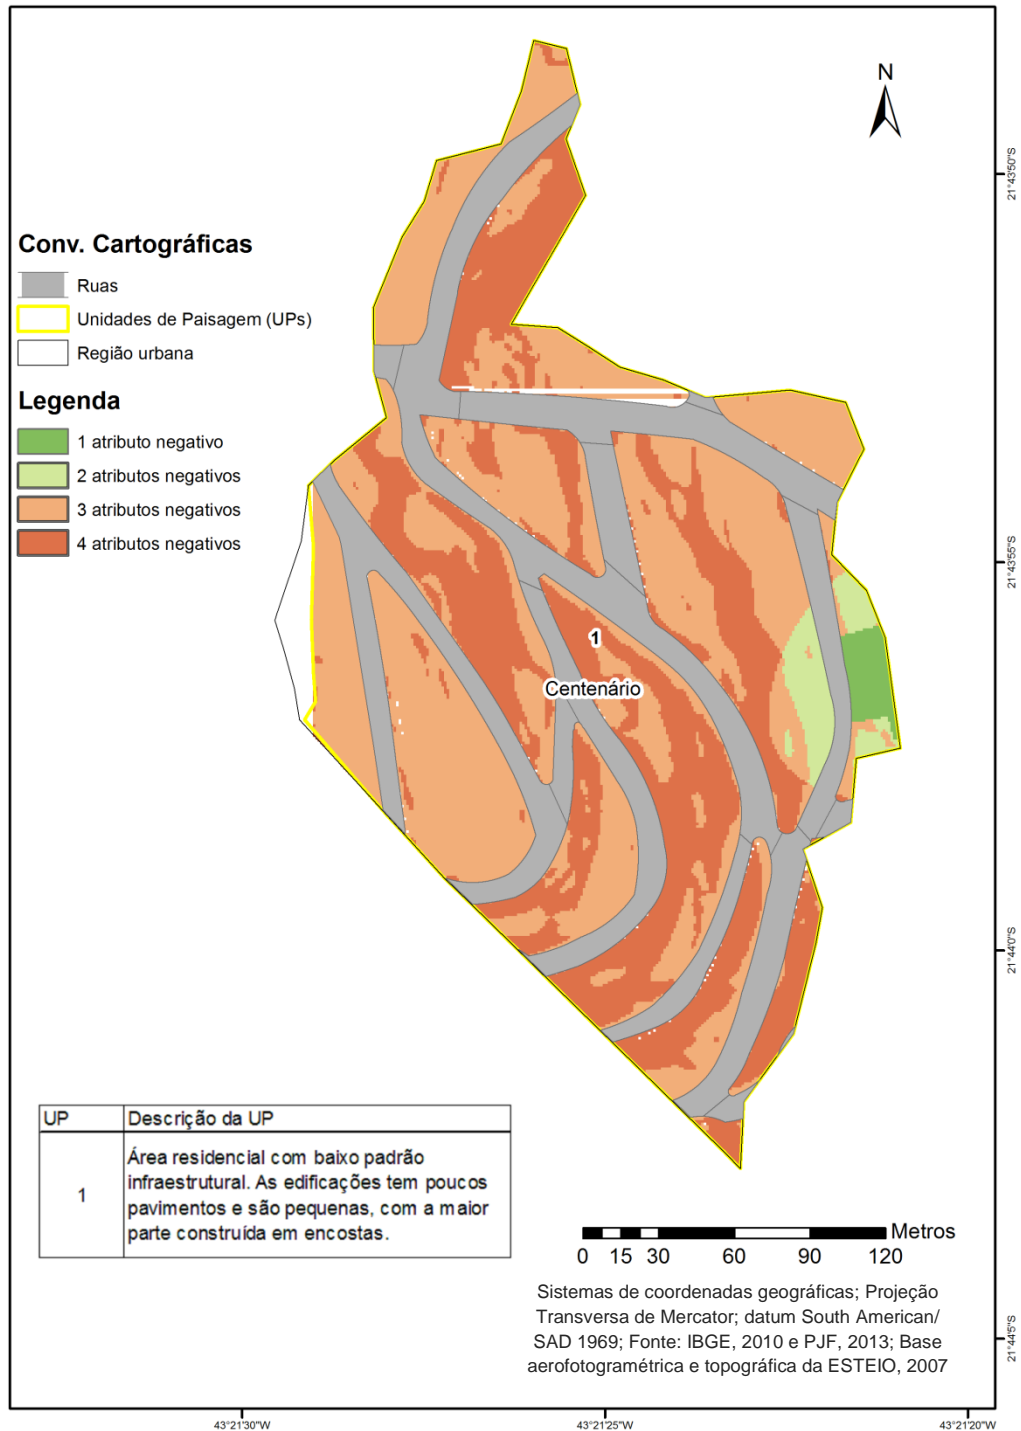 N
21°43'50"S
Conv. Cartográficas
Ruas
Unidades de Paisagem (UPs)
Região urbana
Legenda
1 atributo negativo
2 atributos negativos
3 atributos negativos
4 atributos negativos
21°43'55"S
1
Centenário
21°44'0"S
UP Descrição da UP
1
Área residencial com baixo padrão
infraestrutural. As edificações tem poucos
pavimentos e são pequenas, com a maior
parte construída em encostas.
Metros
0 15 30 60 90 120
Sistemas de coordenadas geográficas; Projeção
Transversa de Mercator; datum South American/
SAD 1969; Fonte: IBGE, 2010 e PJF, 2013; Base
aerofotogramétrica e topográfica da ESTEIO, 2007
21°44'5"S
43°21'30"W 43°21'25"W 43°21'20"W